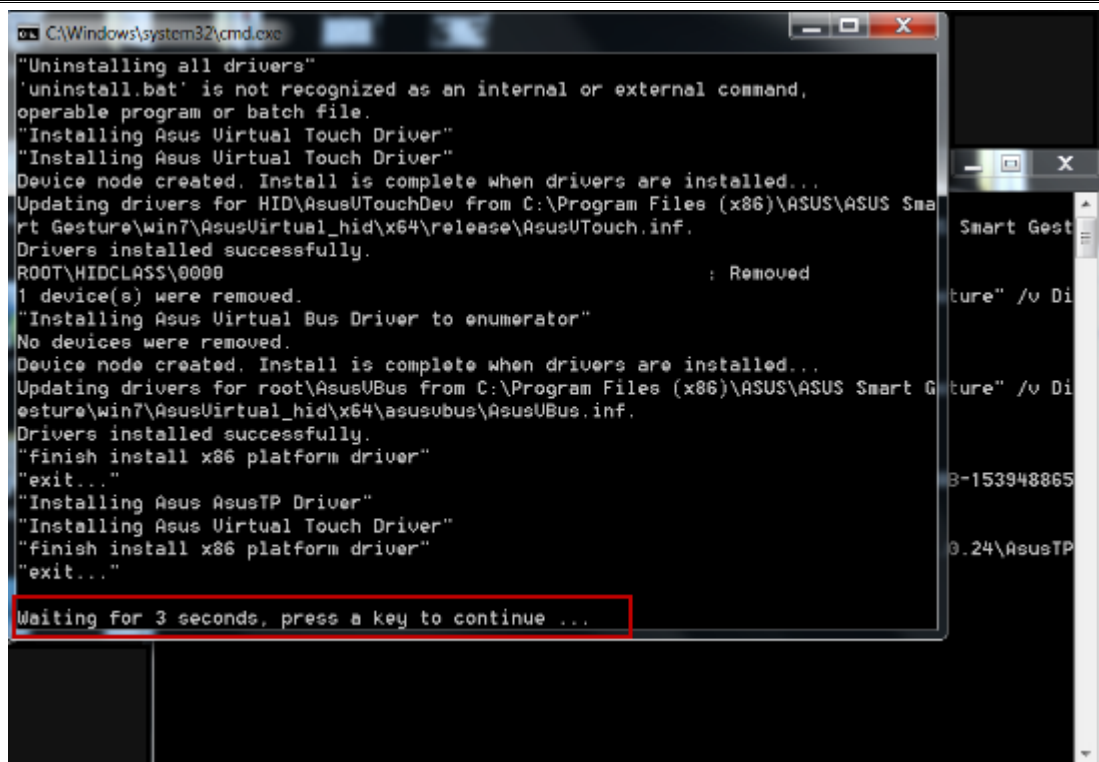 C:\Windows\system32\cmd.exe
"Uninstalling all drivers"
'uninstall.bat' is not recognized as an internal or external command,
operable program or batch file.
"Installing Asus Virtual Touch Driver"
"Installing Asus Virtual Touch Driver"
Device node created. Install is complete when drivers are installed...
Updating drivers for HID\AsusVTouchDev from C:\Program Files (x86)\ASUS\ASUS Sma
rt Gesture\win7\AsusVirtual_hid\x64\release\AsusVTouch.inf.
Drivers installed successfully.
ROOT\HIDCLASS\0000 : Removed
1 device(s) were removed.
"Installing Asus Virtual Bus Driver to enumerator"
No devices were removed.
Device node created. Install is complete when drivers are installed...
Updating drivers for root\AsusVBus from C:\Program Files (x86)\ASUS\ASUS Smart G
esture\win7\AsusVirtual_hid\x64\asusvbus\AsusVBus.inf.
Drivers installed successfully.
"finish install x86 platform driver"
"exit..."
"Installing Asus AsusTP Driver"
"Installing Asus Virtual Touch Driver"
"finish install x86 platform driver"
"exit..."
Waiting for 3 seconds, press a key to continue ...
Smart Gest
ture" /v Di
ture" /v Di
8-153948865
0.24\AsusTP